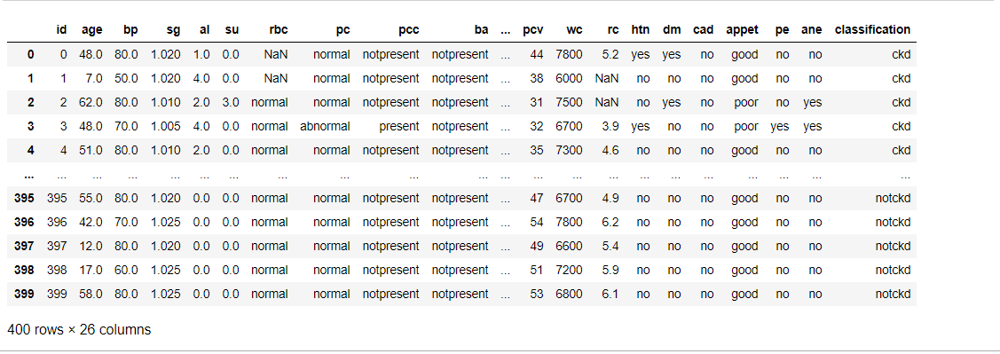 id age bp sg al su rbc pc pcc ba ... pcv wc rc htn dm cad appet pe ane classification
0 0 48.0 80.0 1.020 1.0 0.0 NaN normal notpresent notpresent ... 44 7800 5.2 yes yes no good no no ckd
1 1 7.0 50.0 1.020 4.0 0.0 NaN normal notpresent notpresent ... 38 6000 NaN no no no good no no ckd
2 2 62.0 80.0 1.010 2.0 3.0 normal normal notpresent notpresent ... 31 7500 NaN no yes no poor no yes ckd
3 3 48.0 70.0 1.005 4.0 0.0 normal abnormal present notpresent ... 32 6700 3.9 yes no no poor yes yes ckd
4 4 51.0 80.0 1.010 2.0 0.0 normal normal notpresent notpresent ... 35 7300 4.6 no no no good no no ckd
... ... ... ... ... ... ... ... ... ... ... ... ... ... ... ... ... ... ... ... ... ...
395 395 55.0 80.0 1.020 0.0 0.0 normal normal notpresent notpresent ... 47 6700 4.9 no no no good no no notckd
396 396 42.0 70.0 1.025 0.0 0.0 normal normal notpresent notpresent ... 54 7800 6.2 no no no good no no notckd
397 397 12.0 80.0 1.020 0.0 0.0 normal normal notpresent notpresent ... 49 6600 5.4 no no no good no no notckd
398 398 17.0 60.0 1.025 0.0 0.0 normal normal notpresent notpresent ... 51 7200 5.9 no no no good no no notckd
399 399 58.0 80.0 1.025 0.0 0.0 normal normal notpresent notpresent ... 53 6800 6.1 no no no good no no notckd
400 rows × 26 columns